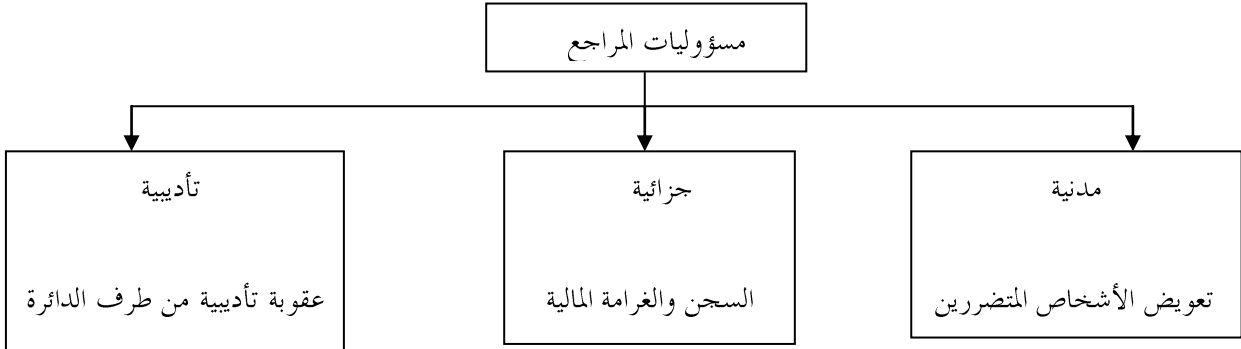 مسؤوليات المراجع
مدنية
تعويض الأشخاص المتضررين
جزائية
السجن والغرامة المالية
تأديبية
عقوبة تأديبية من طرف الدائرة